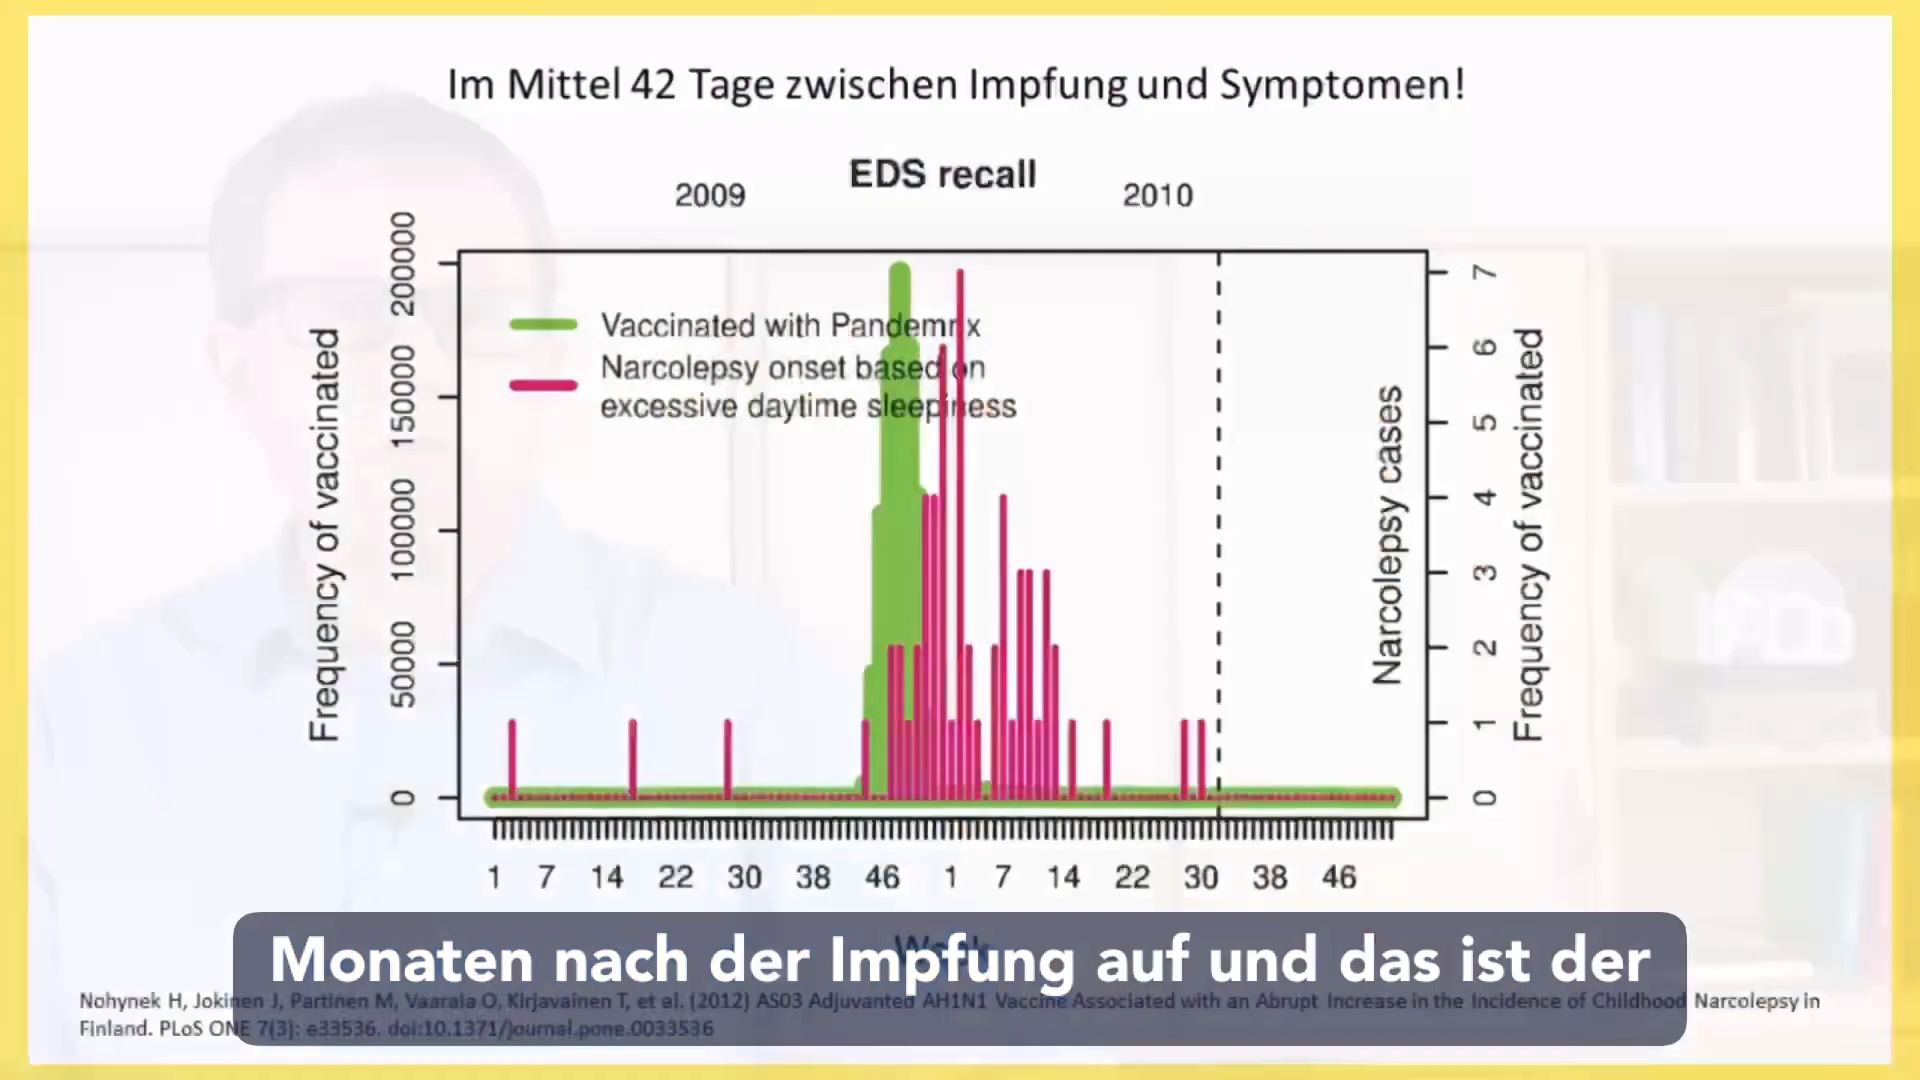 Im Mittel 42 Tage zwischen Impfung und Symptomen!
EDS recall
2009
2010
Frequency of vaccinated
200000
150000
100000
50000
0
Vaccinated with Pandemrix
Narcolepsy onset based on
excessive daytime sleepiness
Narcolepsy cases
7
6
5
4
3
2
1
0
Frequency of vaccinated
1 7 14 22 30 38 46 1 7 14 22 30 38 46
Week
Monaten nach der Impfung auf und das ist der
Nohynek H, Jokinen J, Partinen M, Vaarala O, Kirjavainen T, et al. (2012) AS03 Adjuvanted AH1N1 Vaccine Associated with an Abrupt Increase in the Incidence of Childhood Narcolepsy in
Finland. PLoS ONE 7(3): e33536. doi:10.1371/journal.pone.0033536